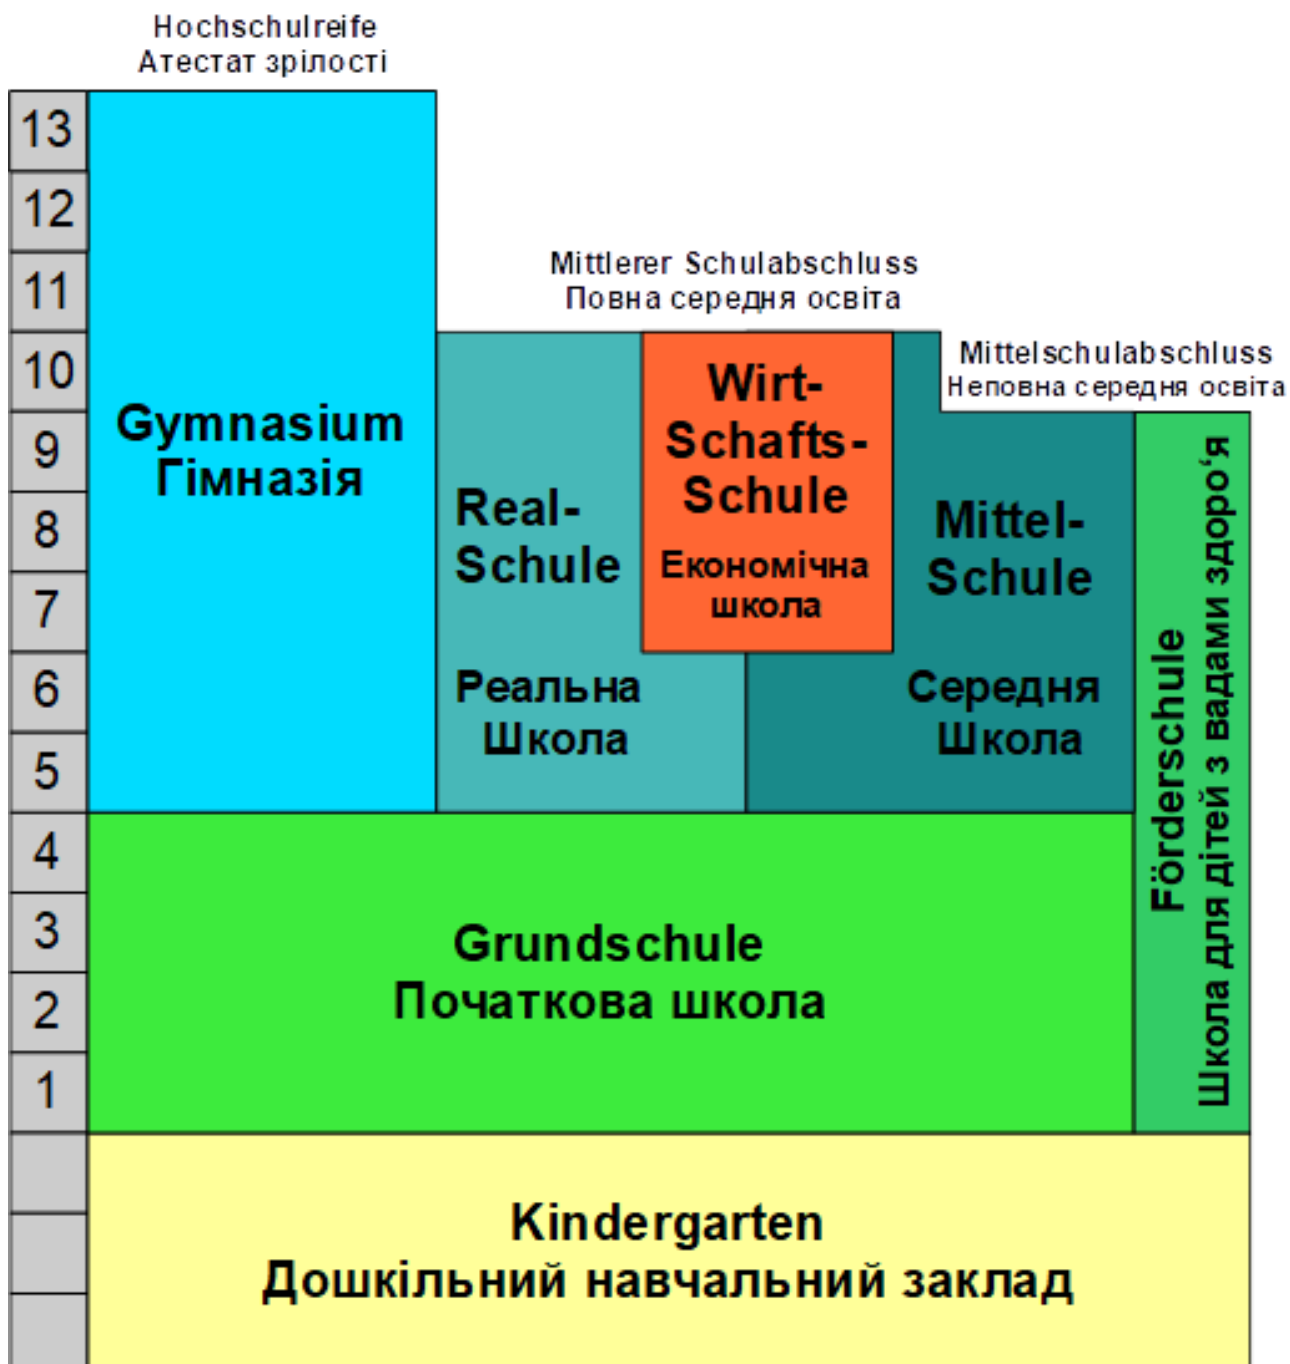 Hochschulreife
Атестат зрілості
13
12
11
10
9
8
7
6
5
4
3
2
1
Gymnasium
Гімназія
Mittlerer Schulabschluss
Повна середня освіта
Mittelschulabschluss
Неповна середня освіта
Real-
Schule
Реальна
Школа
Wirt-
Schafts-
Schule
Економічна
школа
Mittel-
Schule
Середня
Школа
Förderschule
Школа для дітей з вадами здоро‘я
Grundschule
Початкова школа
Kindergarten
Дошкільний навчальний заклад